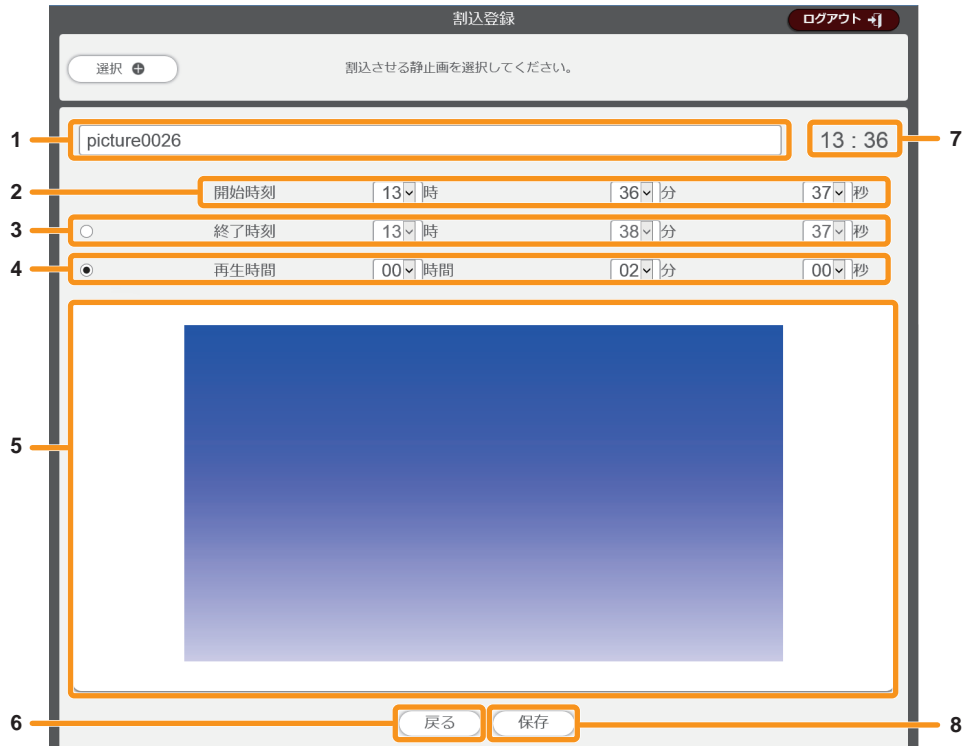 割込登録 ログアウト
選択 割込させる静止画を選択してください。
1 picture0026 13 : 36 7
2 開始時刻 13 時 36 分 37 秒
3 終了時刻 13 時 38 分 37 秒
4 再生時間 00 時間 02 分 00 秒
5
6 戻る 保存 8